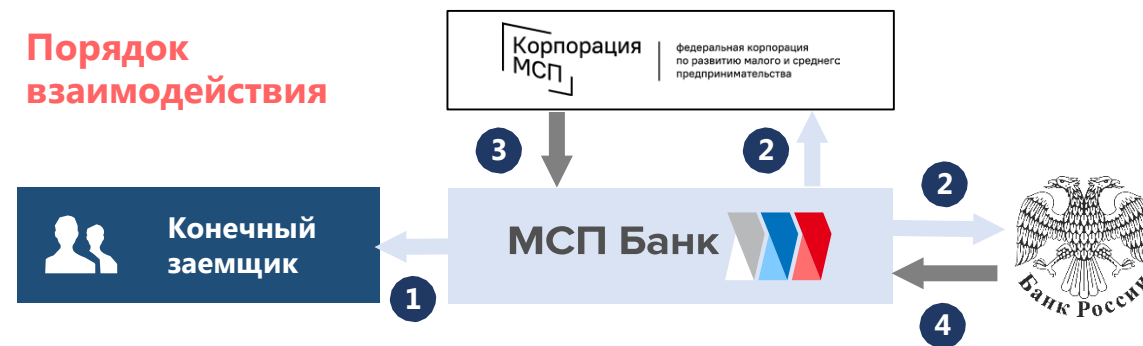 Порядок
взаимодействия
Корпорация
МСП
федеральная корпорация
по развитию малого и среднегс
предпринимательства
3
2
2
Конечный
заемщик
МСП Банк
1
4
Банк России